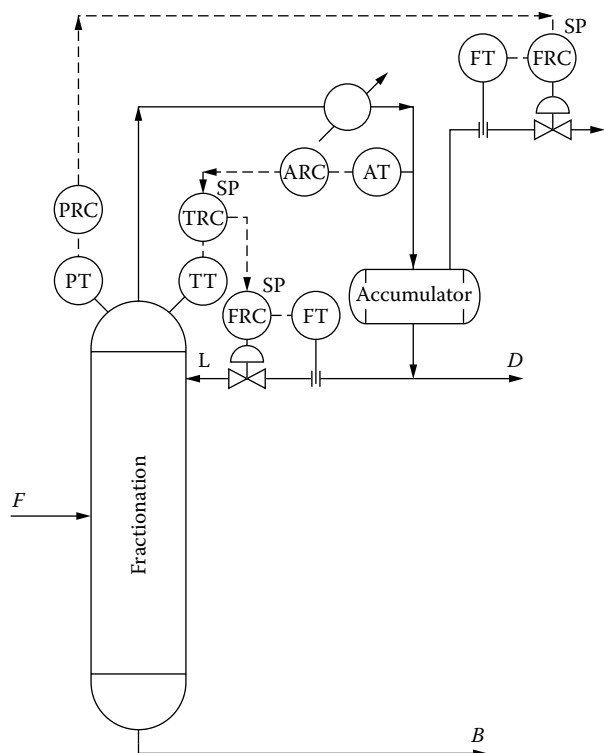 SP
FT
FRC
ARC
AT
SP
PRC
TRC
PT
TT
SP
FRC
FT
Accumulator
L
D
F
Fractionation
B